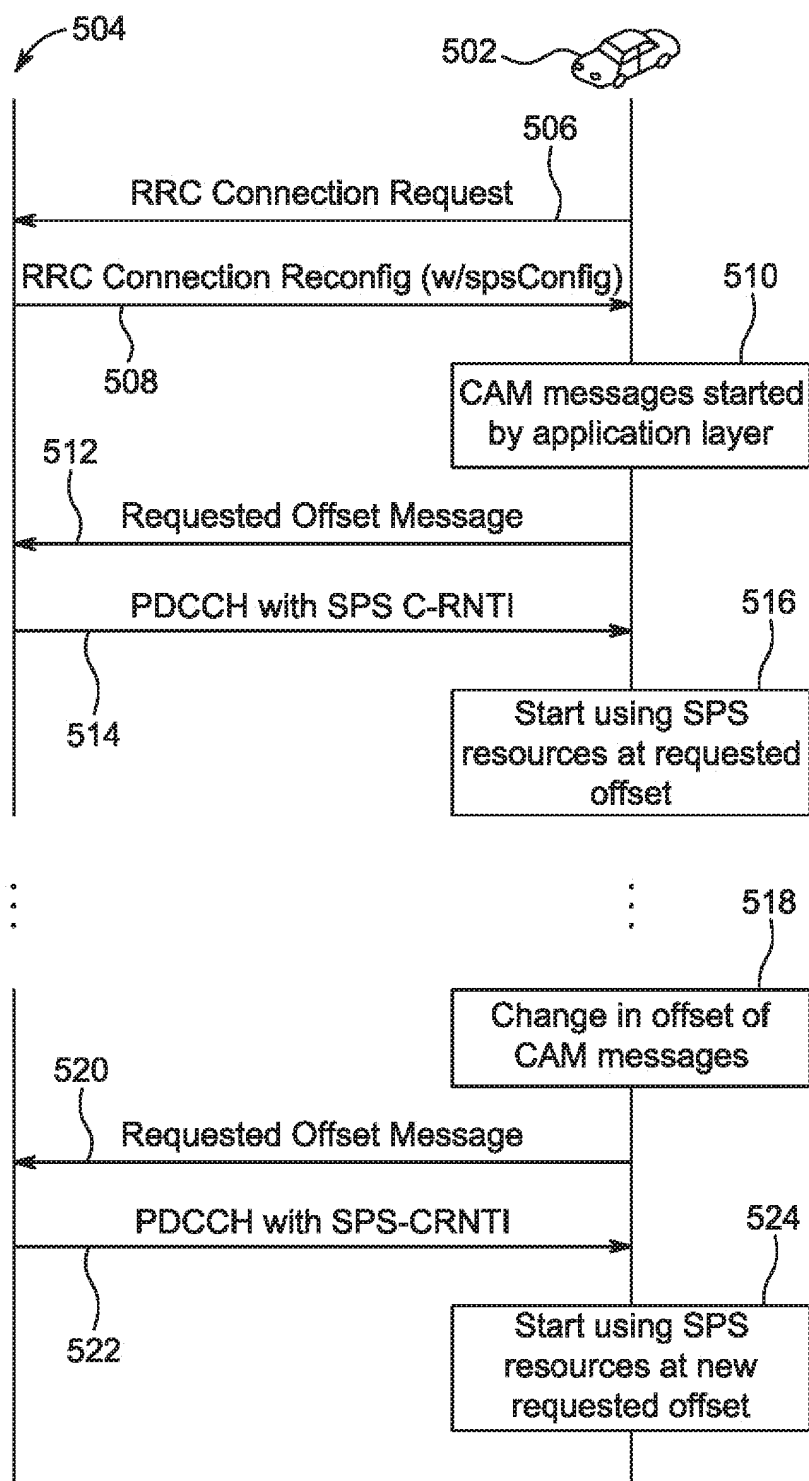 504
502
506
RRC Connection Request
RRC Connection Reconfig (w/spsConfig)
508
510
CAM messages started
by application layer
512
Requested Offset Message
PDCCH with SPS C-RNTI
514
516
Start using SPS
resources at requested
offset
518
Change in offset of
CAM messages
520
Requested Offset Message
PDCCH with SPS-CRNTI
522
524
Start using SPS
resources at new
requested offset